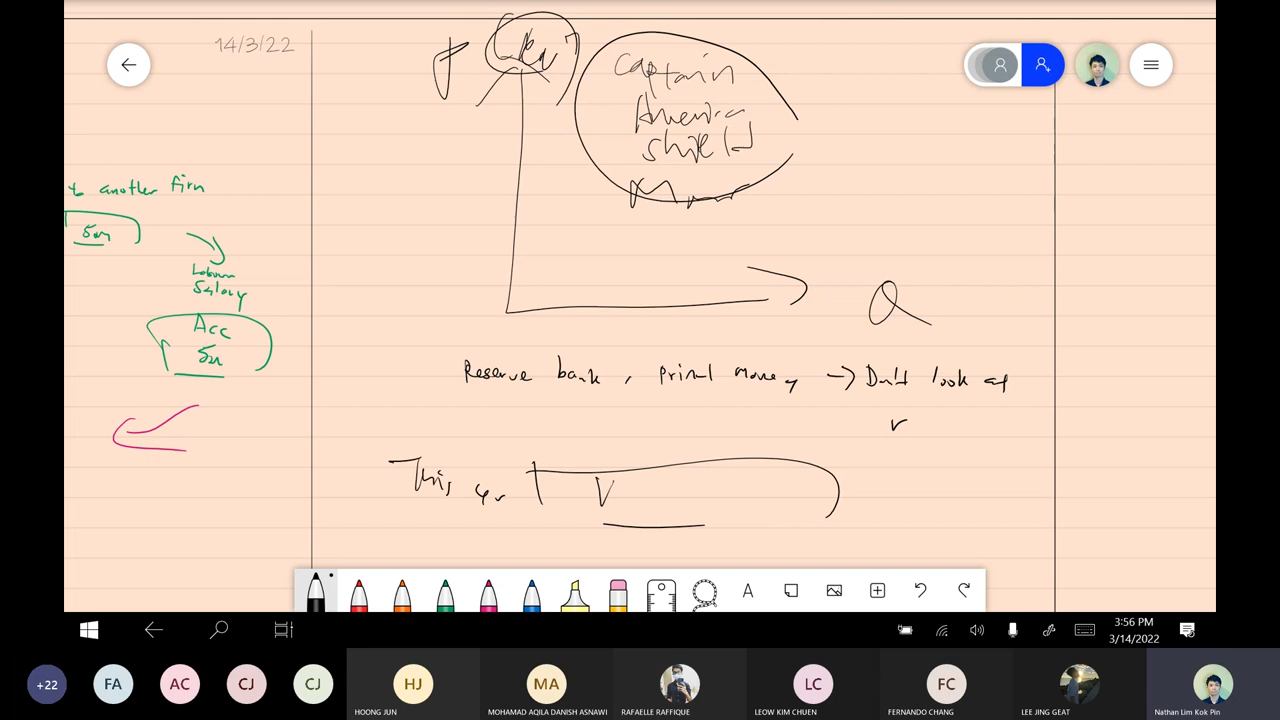 14/3/22
Captain
America
shield
to another firm
5m
Labour
Salary
Acc
5m
Q
Reserve bank, print money → Don't look at
r
This yr
V
A
3:56 PM
3/14/2022
+22
FA
AC
CJ
CJ
HJ
HOONG JUN
MA
MOHAMAD AQILA DANISH ASNAWI
RAFAELLE RAFFIQUE
LC
LEOW KIM CHUEN
FC
FERNANDO CHANG
LEE JING GEAT
Nathan Lim Kok Pin